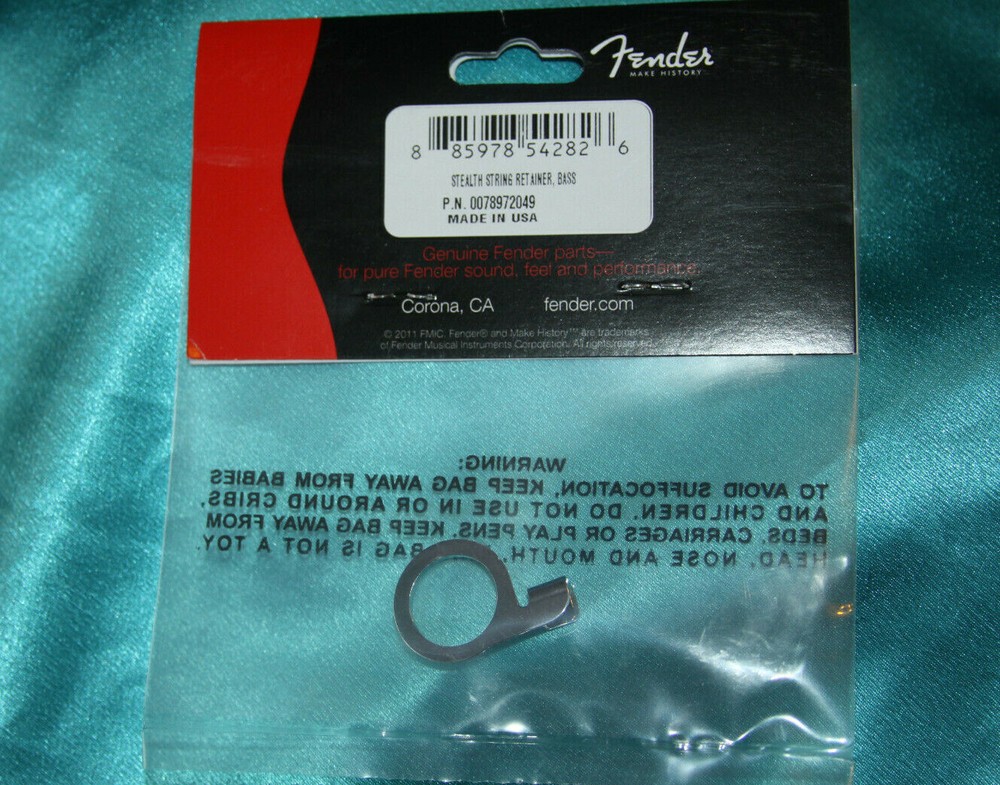 Fender
MAKE HISTORY™
8 85978 54282 6
STEALTH STRING RETAINER, BASS
P.N. 0078972049
MADE IN USA
Genuine Fender parts—
for pure Fender sound, feel and performance.
Corona, CA fender.com
© 2011 FMIC. Fender® and Make History™ are trademarks
of Fender Musical Instruments Corporation. All rights reserved.
WARNING:
TO AVOID SUFFOCATION, KEEP BAG AWAY FROM BABIES
AND CHILDREN. DO NOT USE IN OR AROUND CRIBS,
BEDS, CARRIAGES OR PLAY PENS. KEEP BAG AWAY FROM
HEAD, NOSE AND MOUTH. BAG IS NOT A TOY.